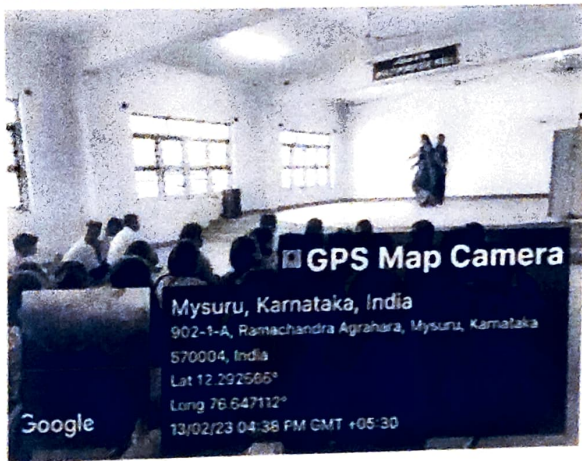 GPS Map Camera
Mysuru, Karnataka, India
902-1-A, Ramachandra Agrahara, Mysuru, Karnataka
570004, India
Lat 12.292666°
Long 76.647112°
13/02/23 04:38 PM GMT +05:30
Google